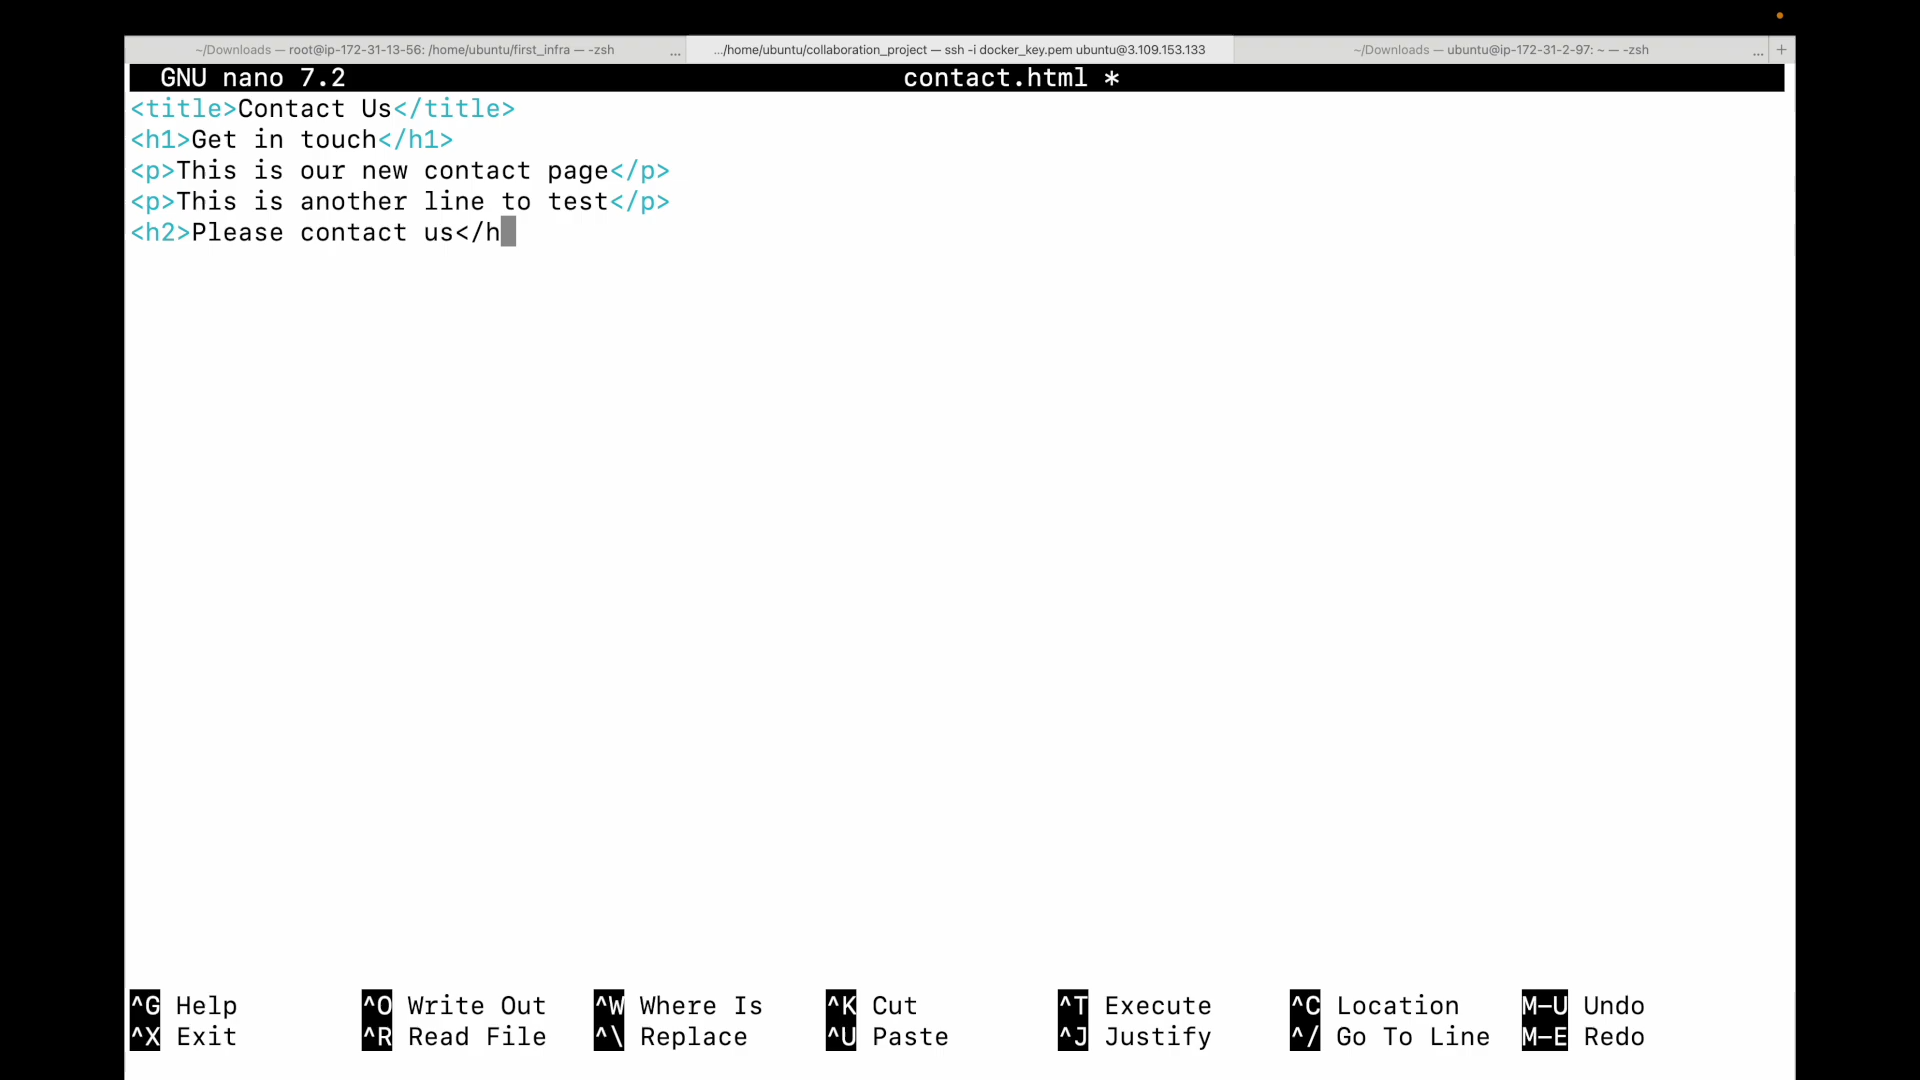 ~/Downloads — root@ip-172-31-13-56: /home/ubuntu/first_infra — -zsh ... .../home/ubuntu/collaboration_project — ssh -i docker_key.pem ubuntu@3.109.153.133 ~/Downloads — ubuntu@ip-172-31-2-97: ~ — -zsh ... +
GNU nano 7.2 contact.html *
<title>Contact Us</title>
<h1>Get in touch</h1>
<p>This is our new contact page</p>
<p>This is another line to test</p>
<h2>Please contact us</h
^G Help ^O Write Out ^W Where Is ^K Cut ^T Execute ^C Location M-U Undo
^X Exit ^R Read File ^\ Replace ^U Paste ^J Justify ^/ Go To Line M-E Redo